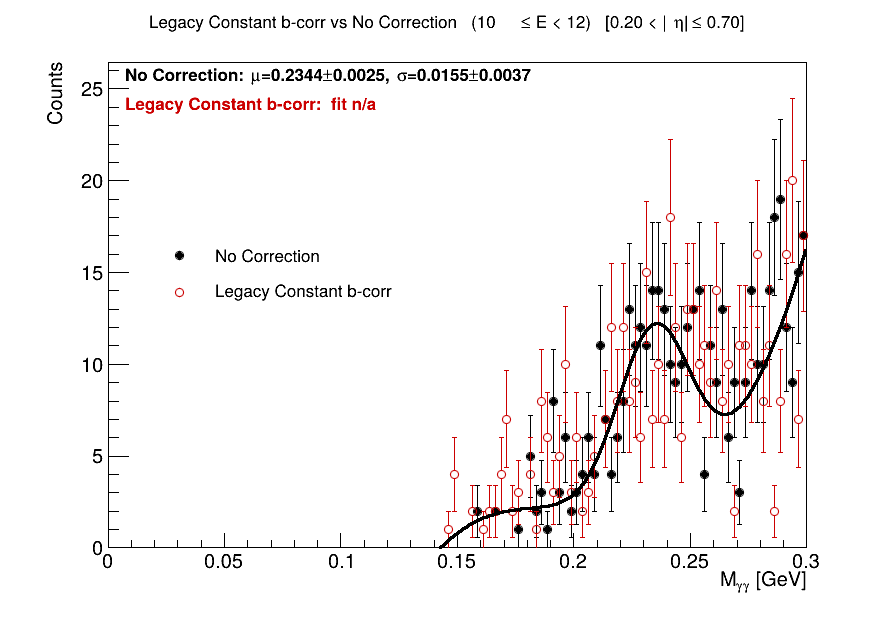 Legacy Constant b-corr vs No Correction (10 ≤ E < 12) [0.20 < | η| ≤ 0.70]
No Correction: μ=0.2344±0.0025, σ=0.0155±0.0037
Legacy Constant b-corr: fit n/a
Counts
25
20
No Correction
15
Legacy Constant b-corr
10
5
0
0 0.05 0.1 0.15 0.2 0.25 0.3
Mγγ [GeV]